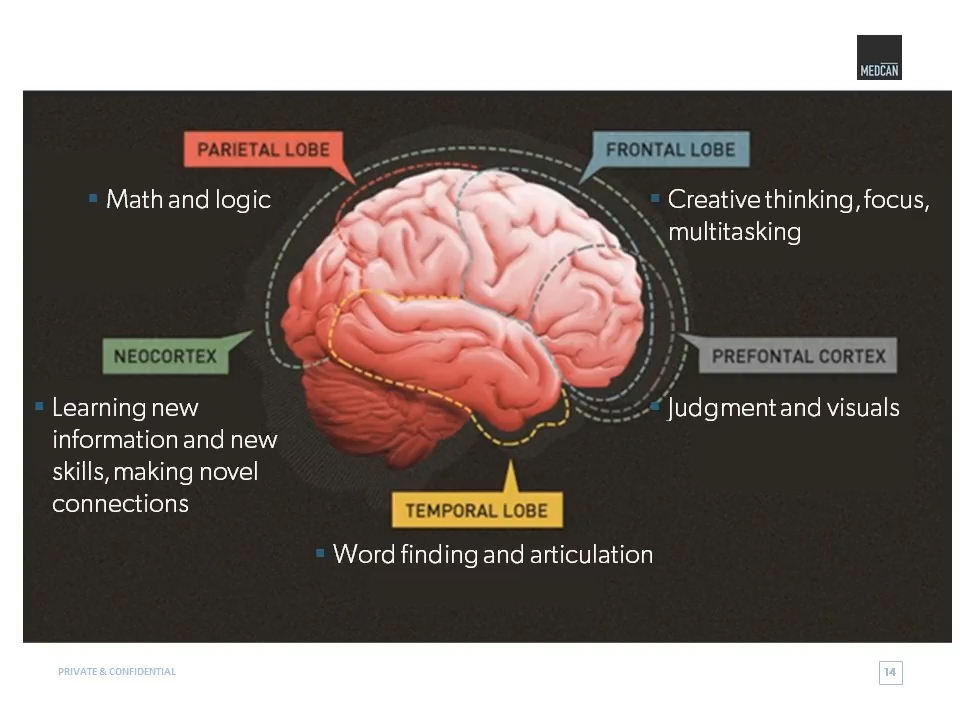 MEDCAN
PARIETAL LOBE
Math and logic
FRONTAL LOBE
Creative thinking, focus,
multitasking
NEOCORTEX
Learning new
information and new
skills, making novel
connections
PREFONTAL CORTEX
Judgment and visuals
TEMPORAL LOBE
Word finding and articulation
PRIVATE & CONFIDENTIAL
14